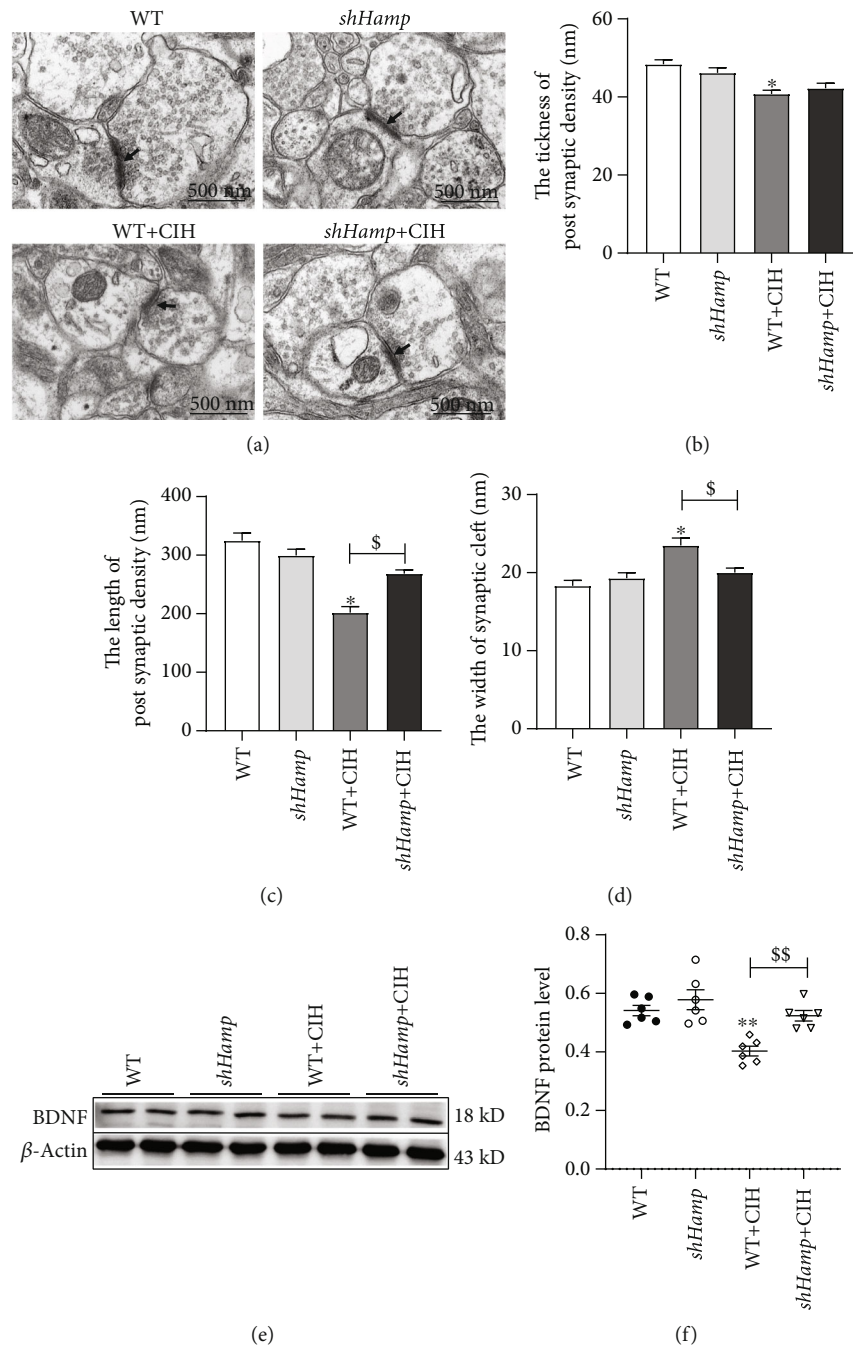 WT
shHamp
500 nm
500 nm
WT+CIH
shHamp+CIH
500 nm
500 nm
(a)
The tickness of
post synaptic density (nm)
60
40
20
0
*
WT
shHamp
WT+CIH
shHamp+CIH
(b)
The length of
post synaptic density (nm)
400
300
200
100
0
*
$
WT
shHamp
WT+CIH
shHamp+CIH
(c)
The width of synaptic cleft (nm)
30
20
10
0
*
$
WT
shHamp
WT+CIH
shHamp+CIH
(d)
WT
shHamp
WT+CIH
shHamp+CIH
BDNF
18 kD
β-Actin
43 kD
(e)
BDNF protein level
0.8
0.6
0.4
0.2
0.0
**
$$
WT
shHamp
WT+CIH
shHamp+CIH
(f)